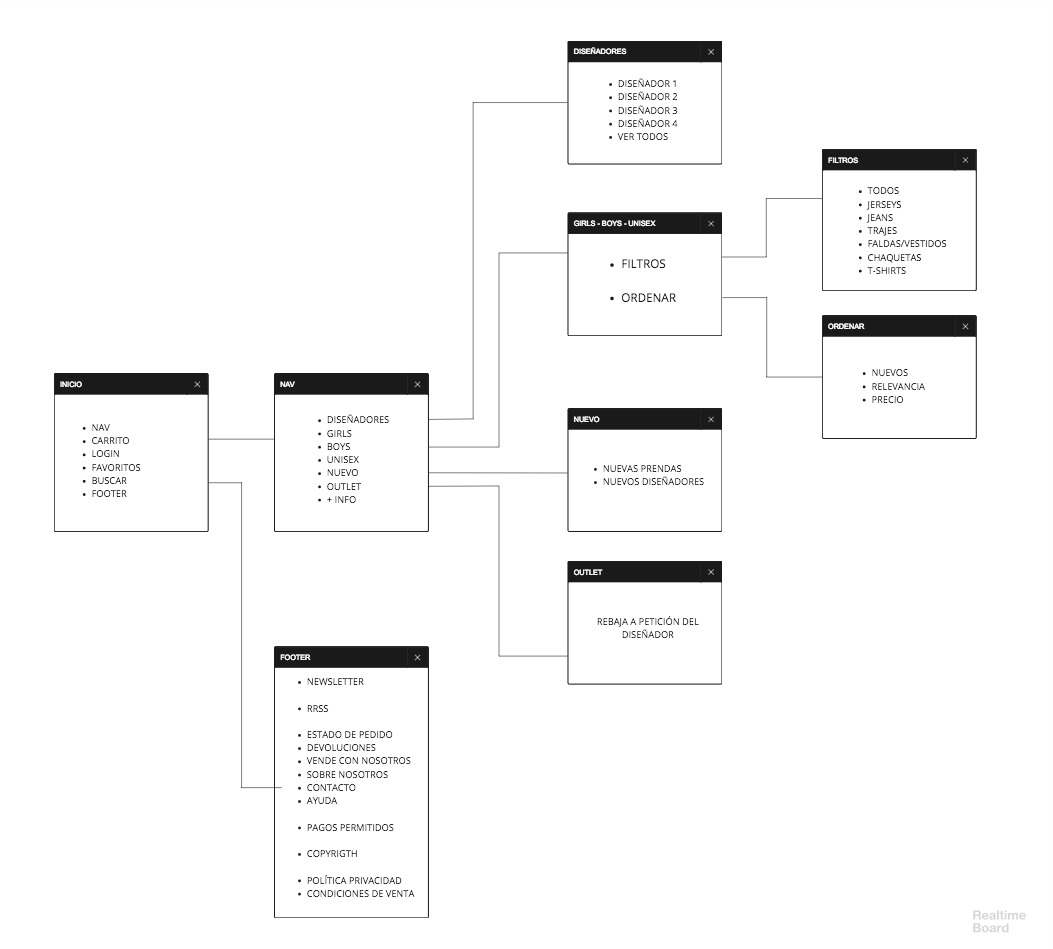 DISEÑADORES
DISEÑADOR 1
DISEÑADOR 2
DISEÑADOR 3
DISEÑADOR 4
VER TODOS
FILTROS
TODOS
JERSEYS
JEANS
TRAJES
FALDAS/VESTIDOS
CHAQUETAS
T-SHIRTS
GIRLS - BOYS - UNISEX
FILTROS
ORDENAR
ORDENAR
NUEVOS
RELEVANCIA
PRECIO
INICIO
NAV
CARRITO
LOGIN
FAVORITOS
BUSCAR
FOOTER
NAV
DISEÑADORES
GIRLS
BOYS
UNISEX
NUEVO
OUTLET
+ INFO
NUEVO
NUEVAS PRENDAS
NUEVOS DISEÑADORES
OUTLET
REBAJA A PETICIÓN DEL
DISEÑADOR
FOOTER
NEWSLETTER
RRSS
ESTADO DE PEDIDO
DEVOLUCIONES
VENDE CON NOSOTROS
SOBRE NOSOTROS
CONTACTO
AYUDA
PAGOS PERMITIDOS
COPYRIGTH
POLÍTICA PRIVACIDAD
CONDICIONES DE VENTA
Realtime
Board